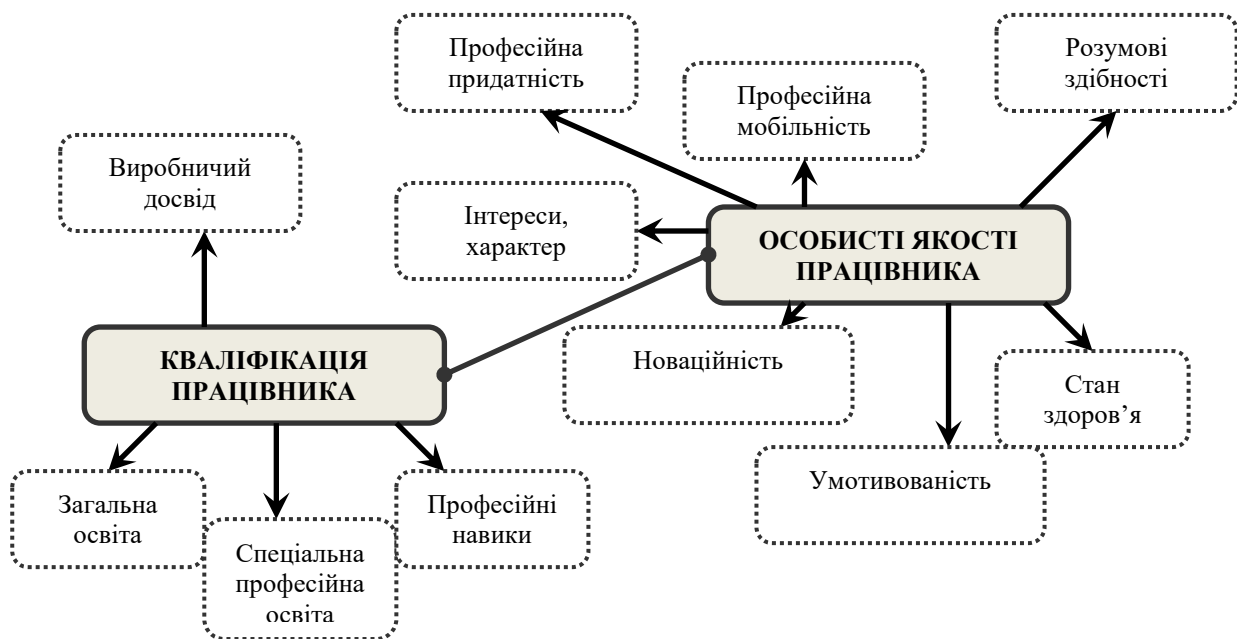 Професійна
придатність
Розумові
здібності
Професійна
мобільність
Виробничий
досвід
Інтереси,
характер
ОСОБИСТІ ЯКОСТІ
ПРАЦІВНИКА
КВАЛІФІКАЦІЯ
ПРАЦІВНИКА
Новаційність
Стан
здоров’я
Умотивованість
Загальна
освіта
Спеціальна
професійна
освіта
Професійні
навики